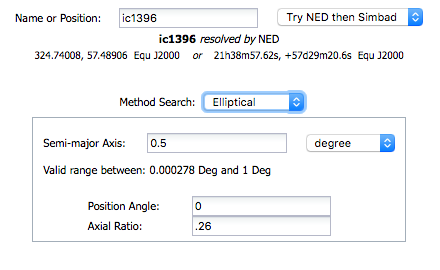 Name or Position: ic1396 Try NED then Simbad
ic1396 resolved by NED
324.74008, 57.48906 Equ J2000 or 21h38m57.62s, +57d29m20.6s Equ J2000
Method Search: Elliptical
Semi-major Axis: 0.5 degree
Valid range between: 0.000278 Deg and 1 Deg
Position Angle: 0
Axial Ratio: .26